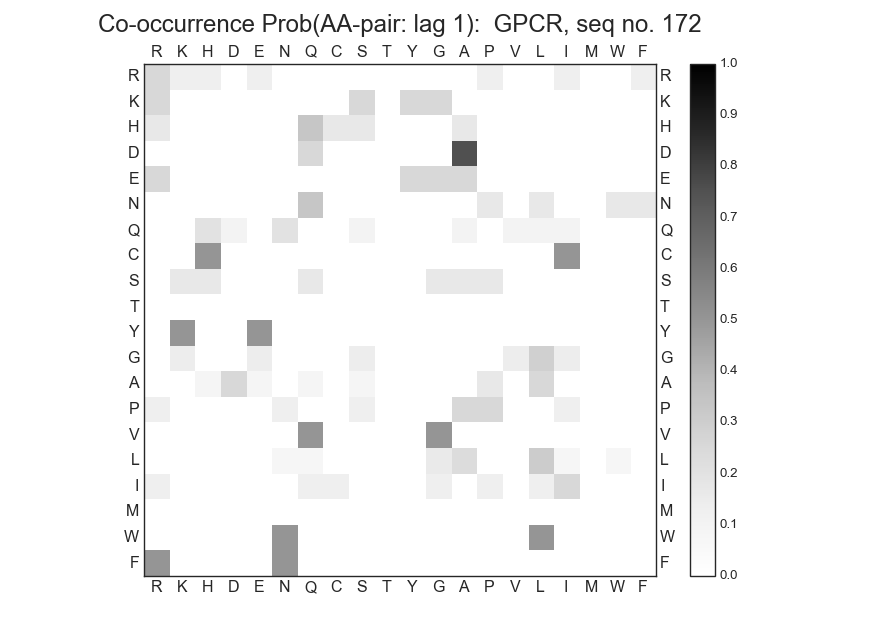 Co-occurrence Prob(AA-pair: lag 1):  GPCR, seq no. 172
R K H D E N Q C S T Y G A P V L I M W F
R R 1.0
K K 0.9
H H
D D 0.8
E E
N N 0.7
Q Q
C C 0.6
S S
T T 0.5
Y Y
G G 0.4
A A
P P 0.3
V V
L L 0.2
I I
M M 0.1
W W
F F 0.0
R K H D E N Q C S T Y G A P V L I M W F